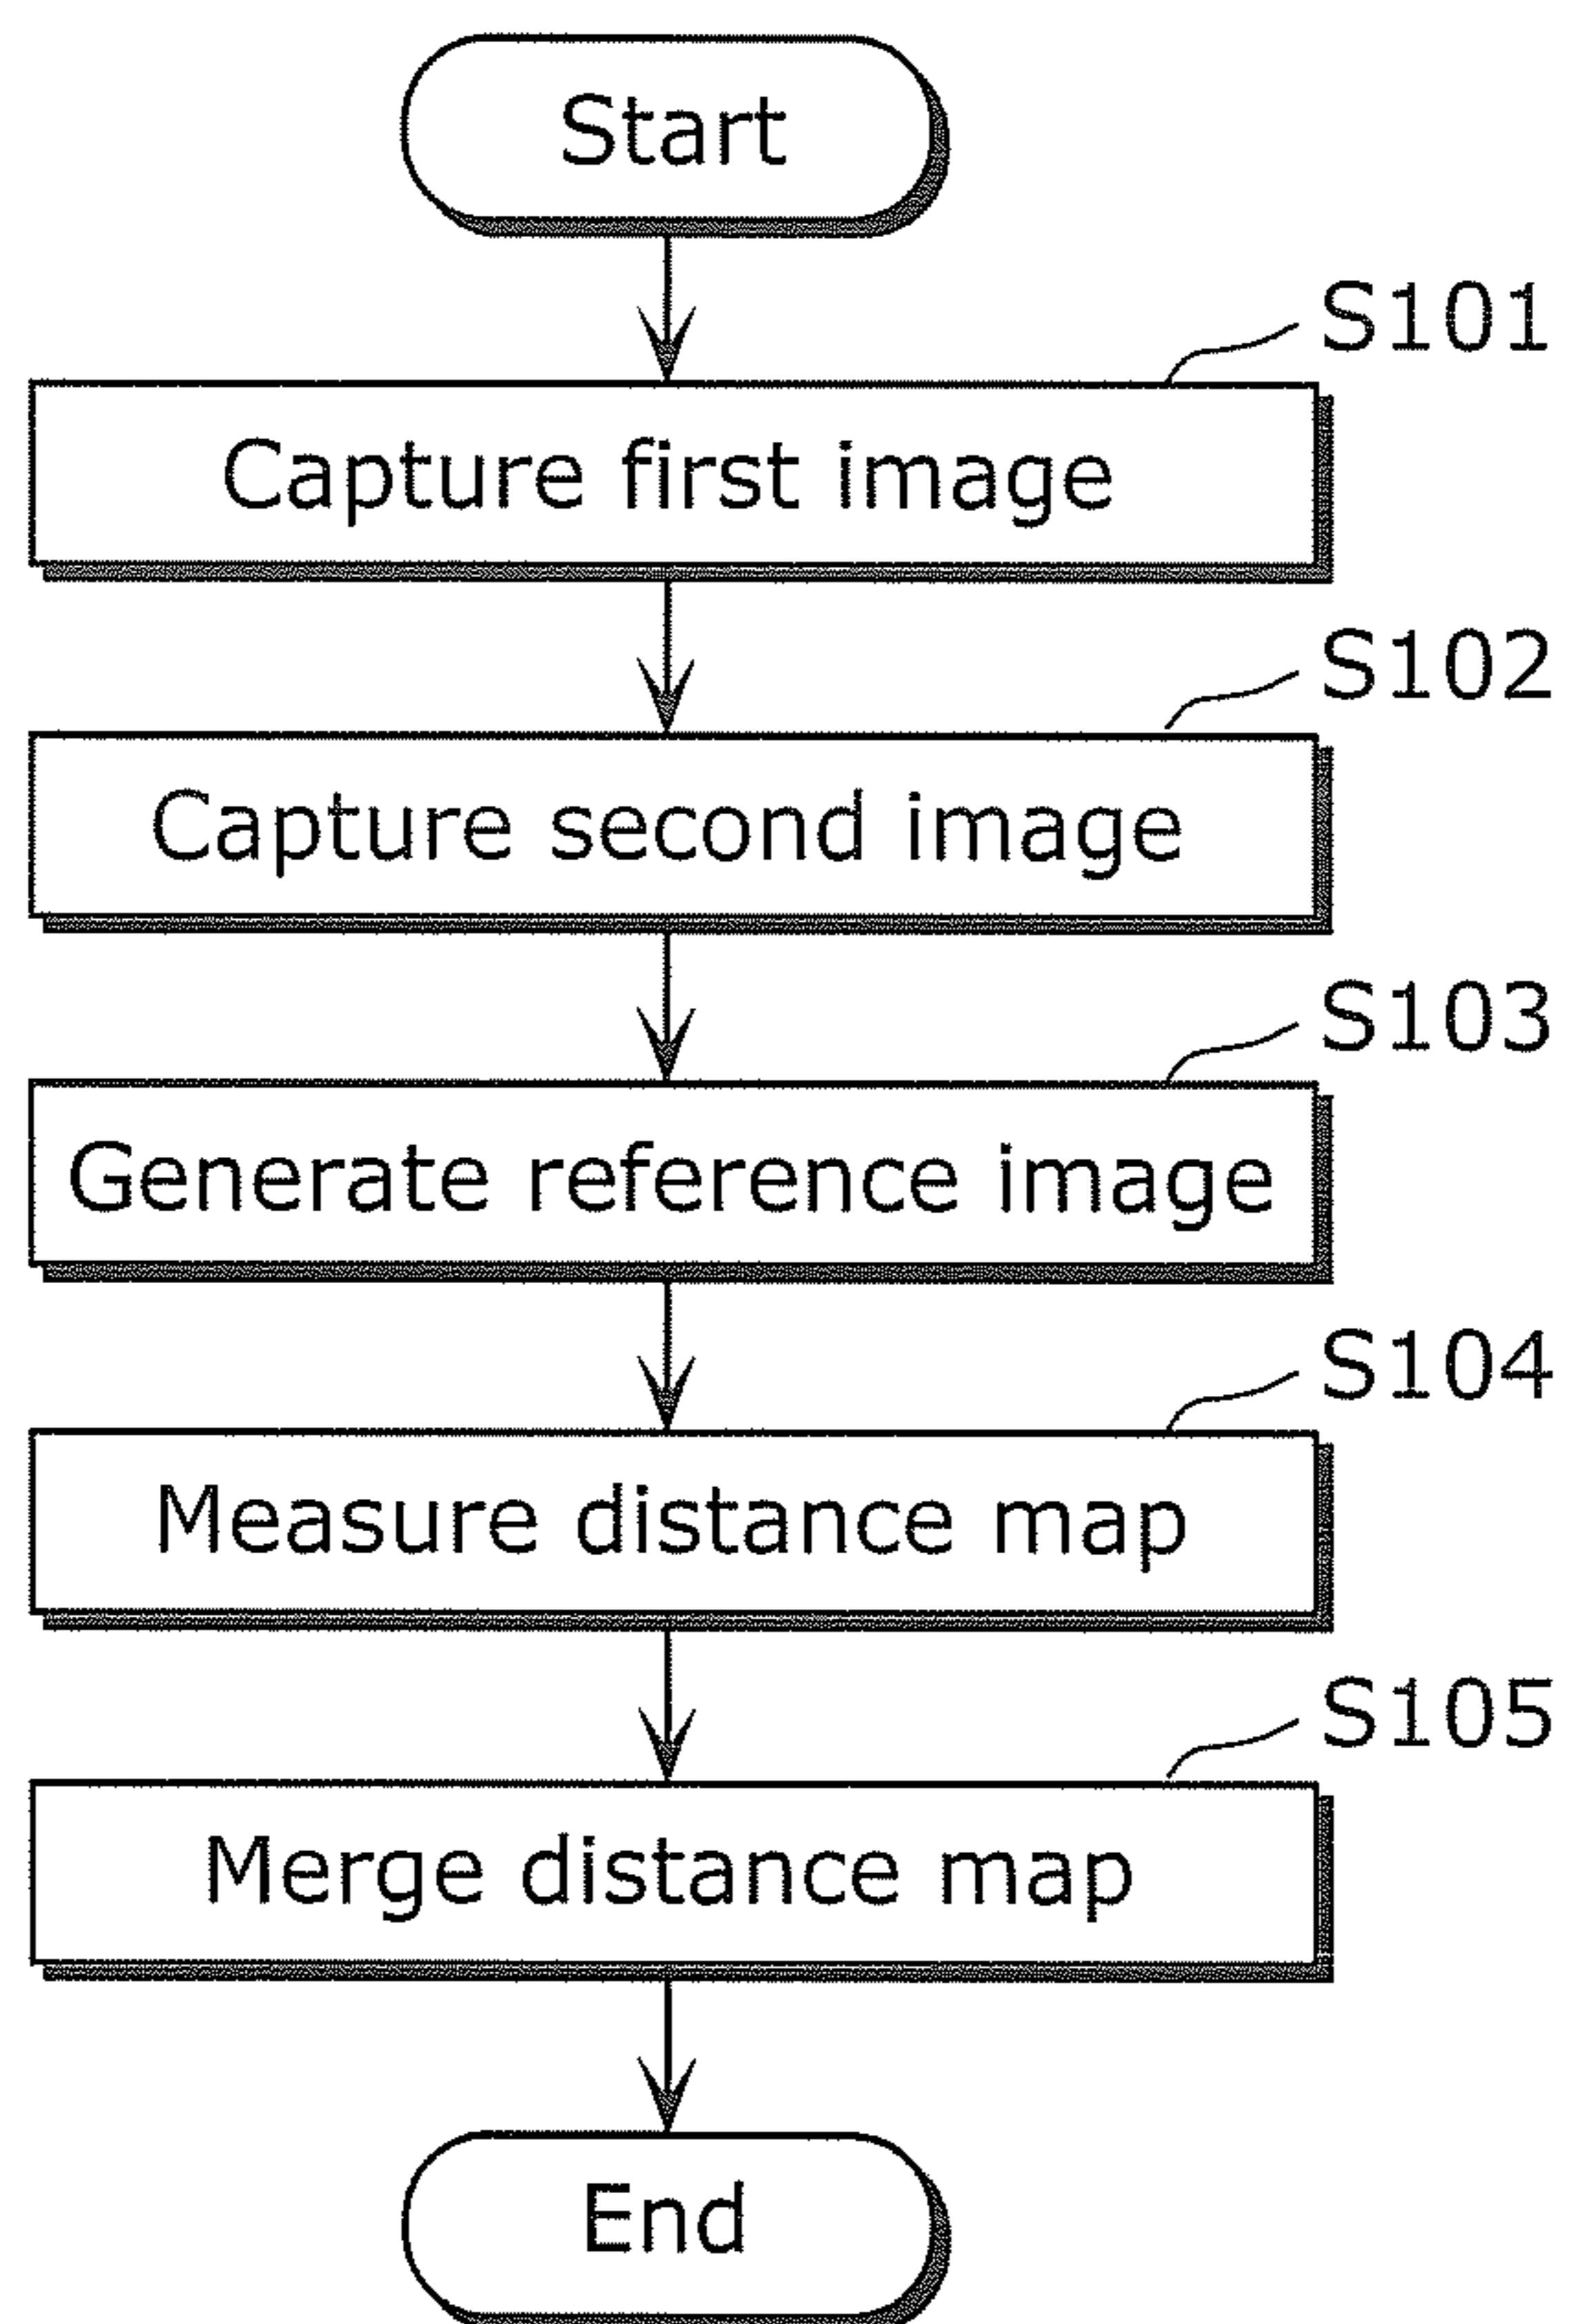 Start
S101
Capture first image
S102
Capture second image
S103
Generate reference image
S104
Measure distance map
S105
Merge distance map
End